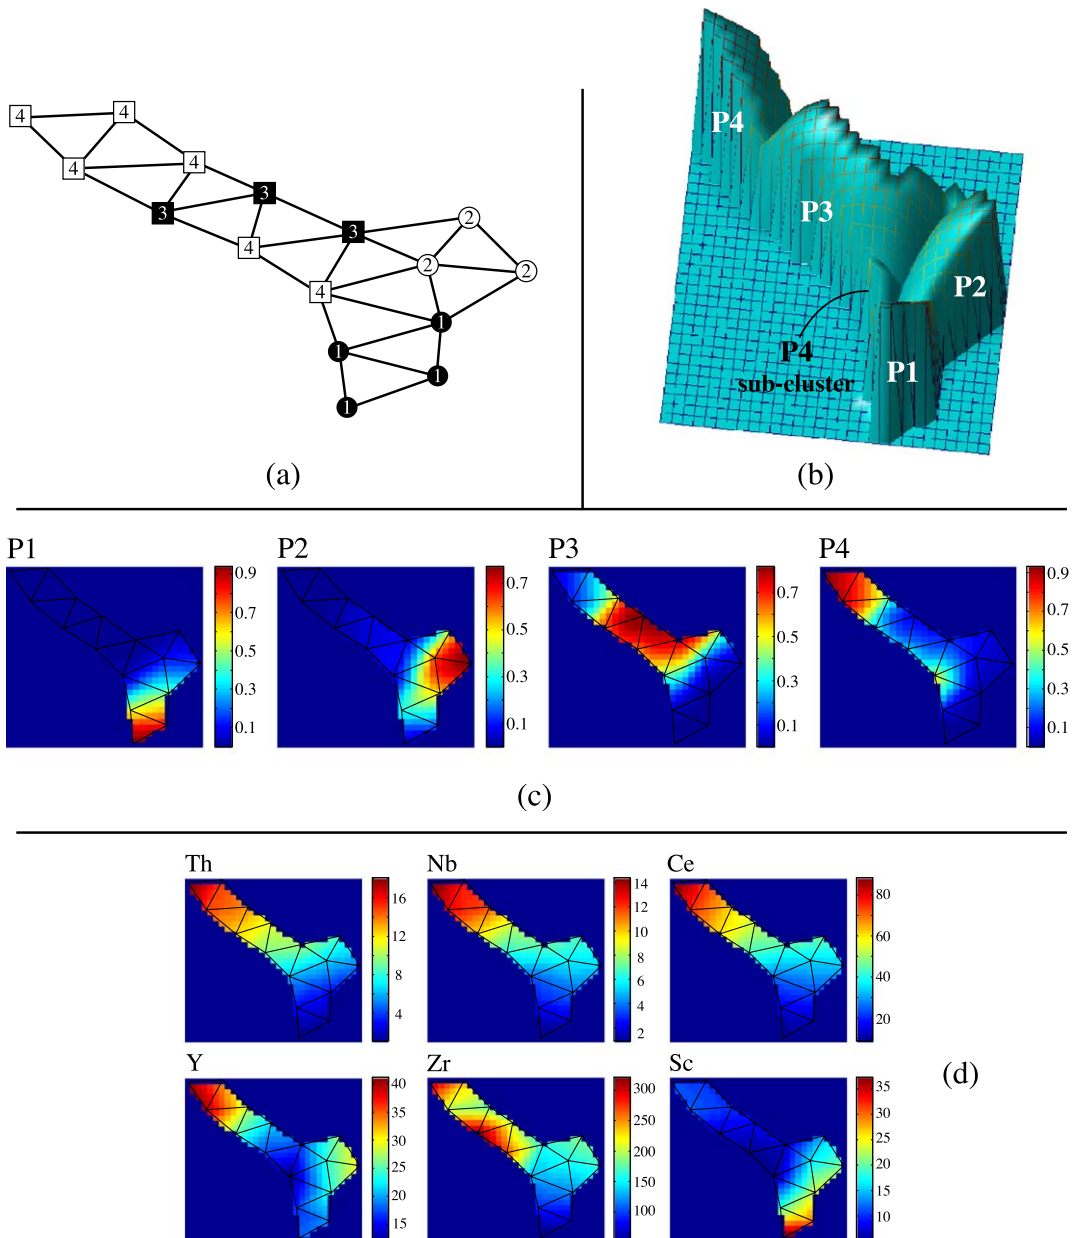 4 4
4 4
3 3
4 3 2
4 2 2
1
1
1
1
(a)
P4
P3
P2
P1
P4
sub-cluster
(b)
P1
0.9
0.7
0.5
0.3
0.1
P2
0.7
0.5
0.3
0.1
P3
0.7
0.5
0.3
0.1
P4
0.9
0.7
0.5
0.3
0.1
(c)
Th
16
12
8
4
Nb
14
12
10
8
6
4
2
Ce
80
60
40
20
Y
40
35
30
25
20
15
Zr
300
250
200
150
100
Sc
35
30
25
20
15
10
(d)